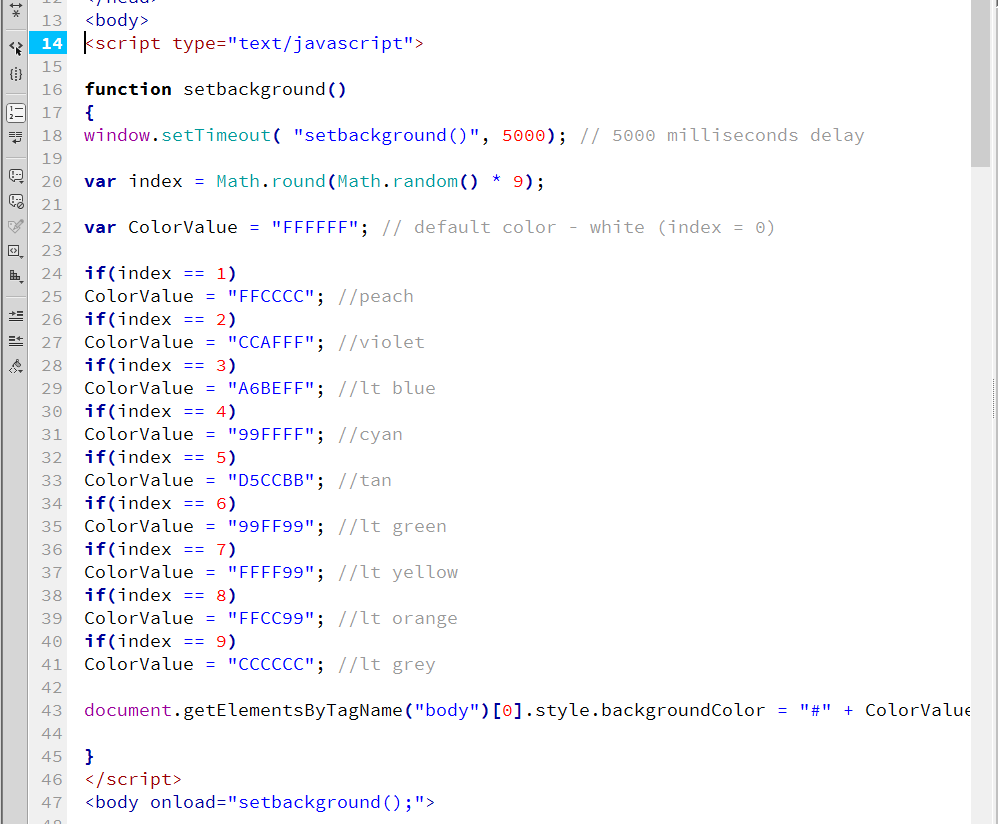 12 </head>
13 <body>
14 <script type="text/javascript">
15
16 function setbackground()
17 {
18 window.setTimeout( "setbackground()", 5000); // 5000 milliseconds delay
19
20 var index = Math.round(Math.random() * 9);
21
22 var ColorValue = "FFFFFF"; // default color - white (index = 0)
23
24 if(index == 1)
25 ColorValue = "FFCCCC"; //peach
26 if(index == 2)
27 ColorValue = "CCAFFF"; //violet
28 if(index == 3)
29 ColorValue = "A6BEFF"; //lt blue
30 if(index == 4)
31 ColorValue = "99FFFF"; //cyan
32 if(index == 5)
33 ColorValue = "D5CCBB"; //tan
34 if(index == 6)
35 ColorValue = "99FF99"; //lt green
36 if(index == 7)
37 ColorValue = "FFFF99"; //lt yellow
38 if(index == 8)
39 ColorValue = "FFCC99"; //lt orange
40 if(index == 9)
41 ColorValue = "CCCCCC"; //lt grey
42
43 document.getElementsByTagName("body")[0].style.backgroundColor = "#" + ColorValue
44
45 }
46 </script>
47 <body onload="setbackground();">